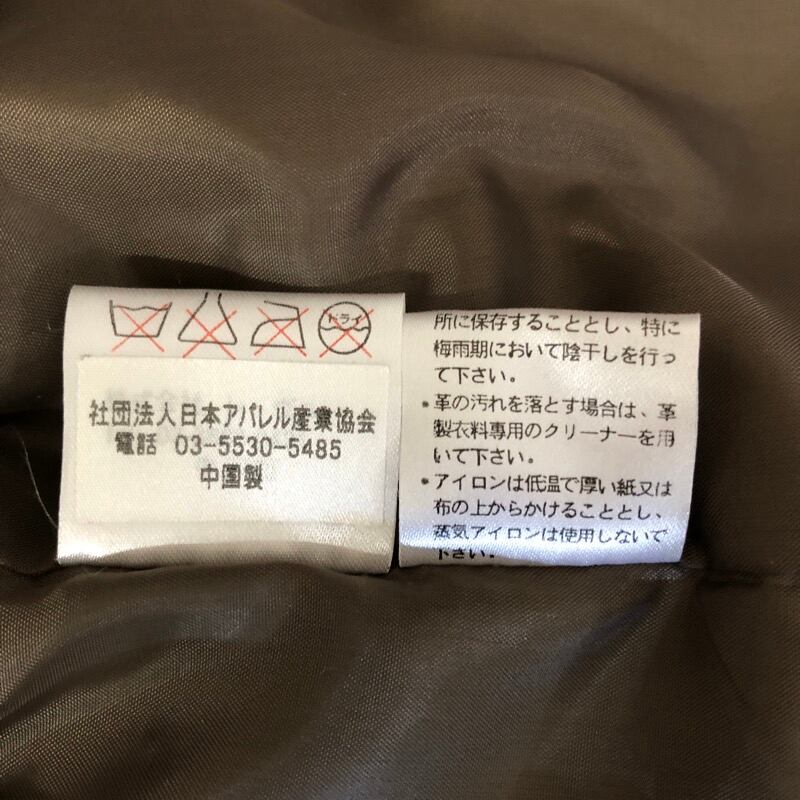 ドライ
社団法人日本アパレル産業協会
電話 03-5530-5485
中国製
所に保存することとし、特に
梅雨期において陰干しを行っ
て下さい。
・革の汚れを落とす場合は、革
製衣料専用のクリーナーを用
いて下さい。
・アイロンは低温で厚い紙又は
布の上からかけることとし、
蒸気アイロンは使用しないで
下さい。